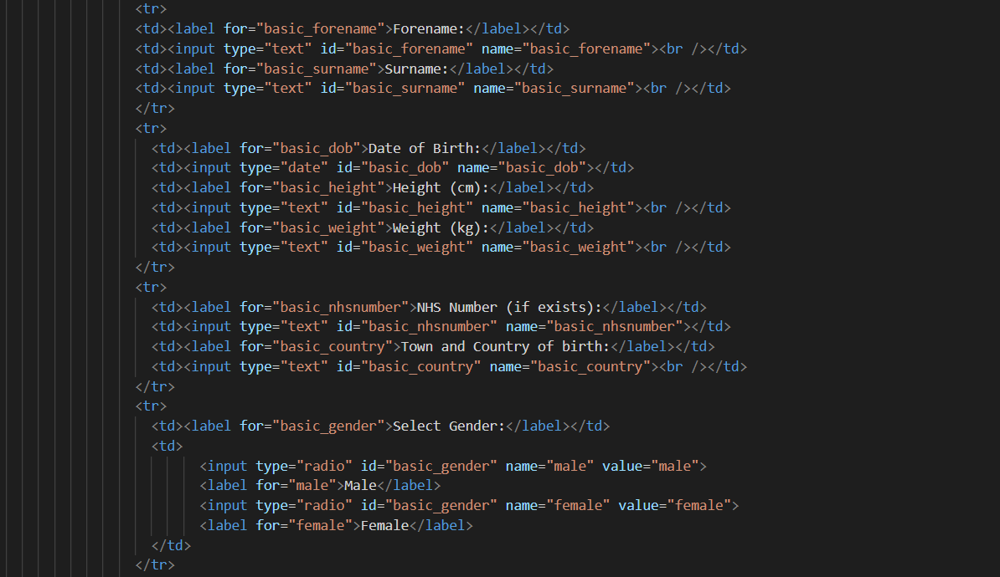 <tr>
<td><label for="basic_forename">Forename:</label></td>
<td><input type="text" id="basic_forename" name="basic_forename"><br /></td>
<td><label for="basic_surname">Surname:</label></td>
<td><input type="text" id="basic_surname" name="basic_surname"><br /></td>
</tr>
<tr>
<td><label for="basic_dob">Date of Birth:</label></td>
<td><input type="date" id="basic_dob" name="basic_dob"></td>
<td><label for="basic_height">Height (cm):</label></td>
<td><input type="text" id="basic_height" name="basic_height"><br /></td>
<td><label for="basic_weight">Weight (kg):</label></td>
<td><input type="text" id="basic_weight" name="basic_weight"><br /></td>
</tr>
<tr>
<td><label for="basic_nhsnumber">NHS Number (if exists):</label></td>
<td><input type="text" id="basic_nhsnumber" name="basic_nhsnumber"></td>
<td><label for="basic_country">Town and Country of birth:</label></td>
<td><input type="text" id="basic_country" name="basic_country"><br /></td>
</tr>
<tr>
<td><label for="basic_gender">Select Gender:</label></td>
<td>
<input type="radio" id="basic_gender" name="male" value="male">
<label for="male">Male</label>
<input type="radio" id="basic_gender" name="female" value="female">
<label for="female">Female</label>
</td>
</tr>